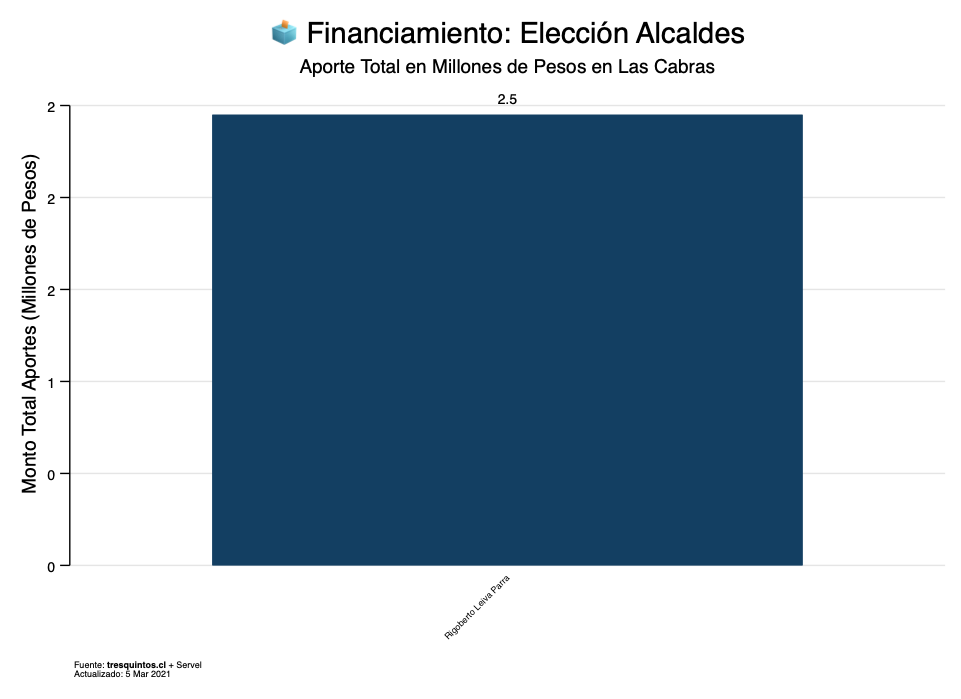 Financiamiento: Elección Alcaldes
Aporte Total en Millones de Pesos en Las Cabras
2.5
Monto Total Aportes (Millones de Pesos)
2
2
2
1
0
0
Rigoberto Leiva Parra
Fuente: tresquintos.cl + Servel
Actualizado: 5 Mar 2021